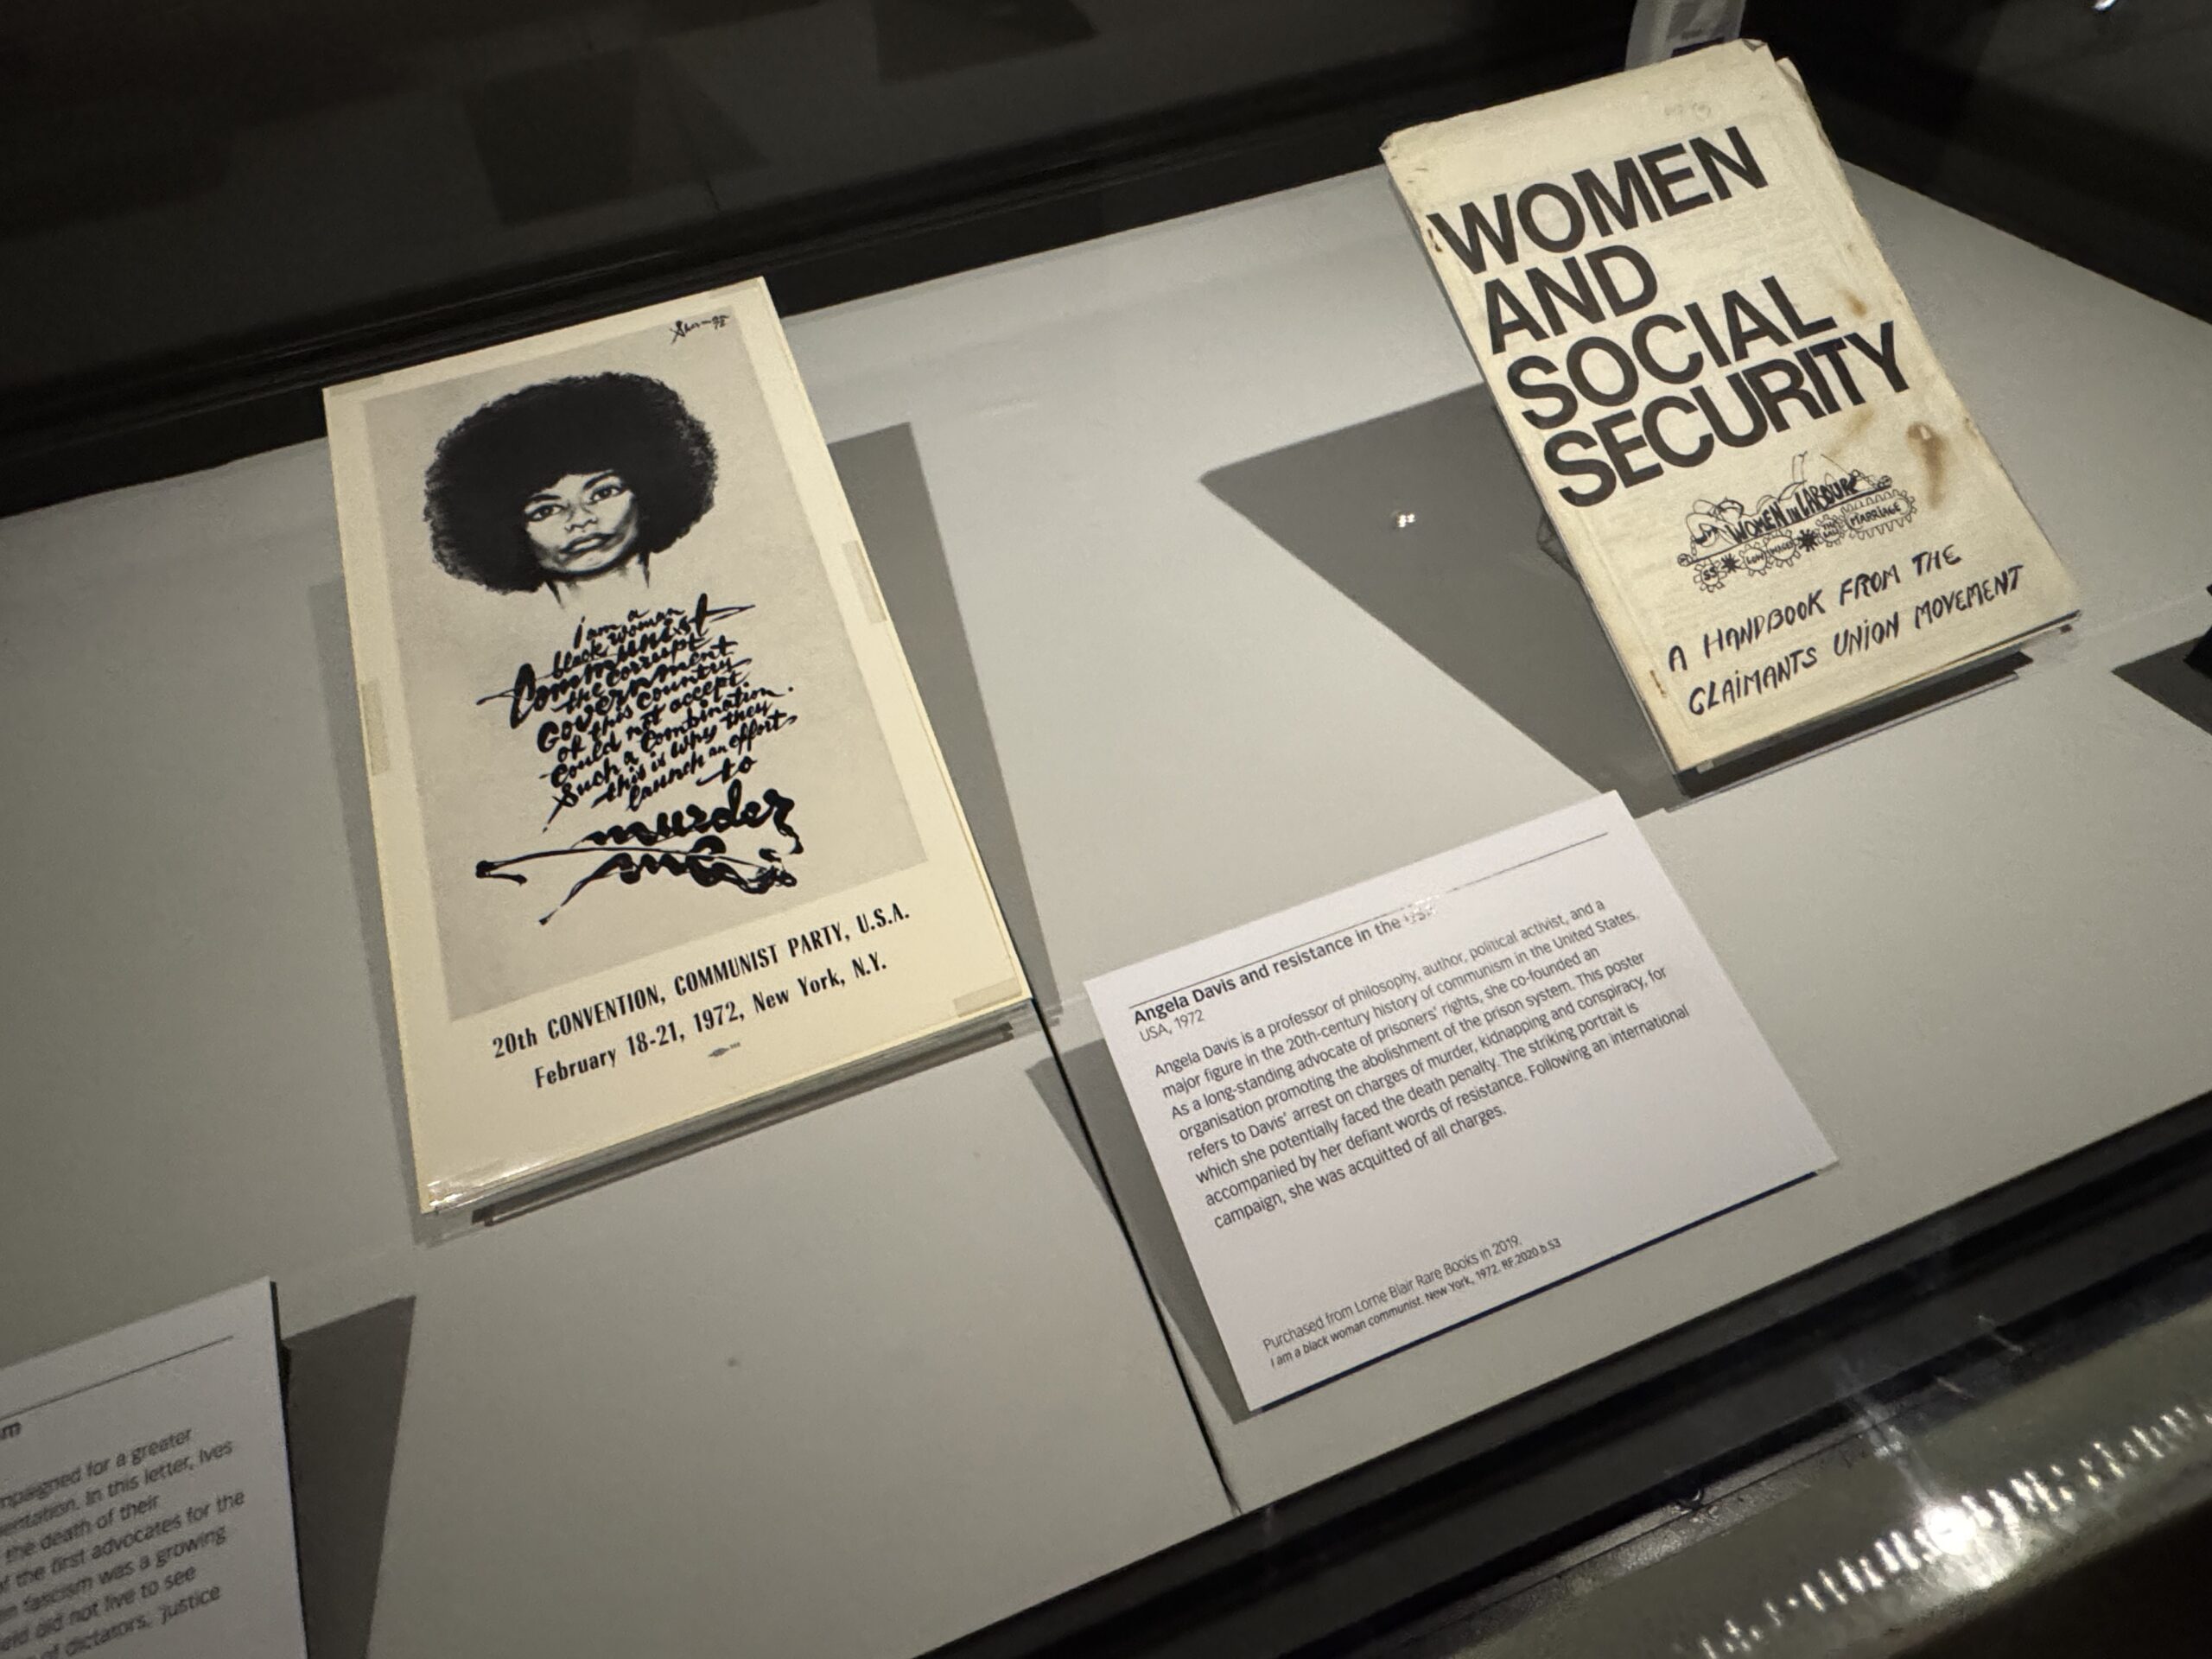 I am a
black woman
Communist
the corrupt
Government
of this country
could not accept
Such a combination.
this is why they
launch an effort
to
murder
me
20th CONVENTION, COMMUNIST PARTY, U.S.A.
February 18-21, 1972, New York, N.Y.
WOMEN
AND
SOCIAL
SECURITY
WOMEN IN LABOUR
SS LOW WAGES MARRIAGE
A HANDBOOK FROM THE
CLAIMANTS UNION MOVEMENT
Angela Davis and resistance in the USA
USA, 1972
Angela Davis is a professor of philosophy, author, political activist, and a
major figure in the 20th-century history of communism in the United States.
As a long-standing advocate of prisoners' rights, she co-founded an
organisation promoting the abolishment of the prison system. This poster
refers to Davis' arrest on charges of murder, kidnapping and conspiracy, for
which she potentially faced the death penalty. The striking portrait is
accompanied by her defiant words of resistance. Following an international
campaign, she was acquitted of all charges.
Purchased from Lorne Blair Rare Books in 2019.
I am a black woman communist. New York, 1972. RF.2020.b.53
for a greater
In this letter, Ives
the death of their
the first advocates for the
fascism was a growing
did not live to see
of dictators, 'justice